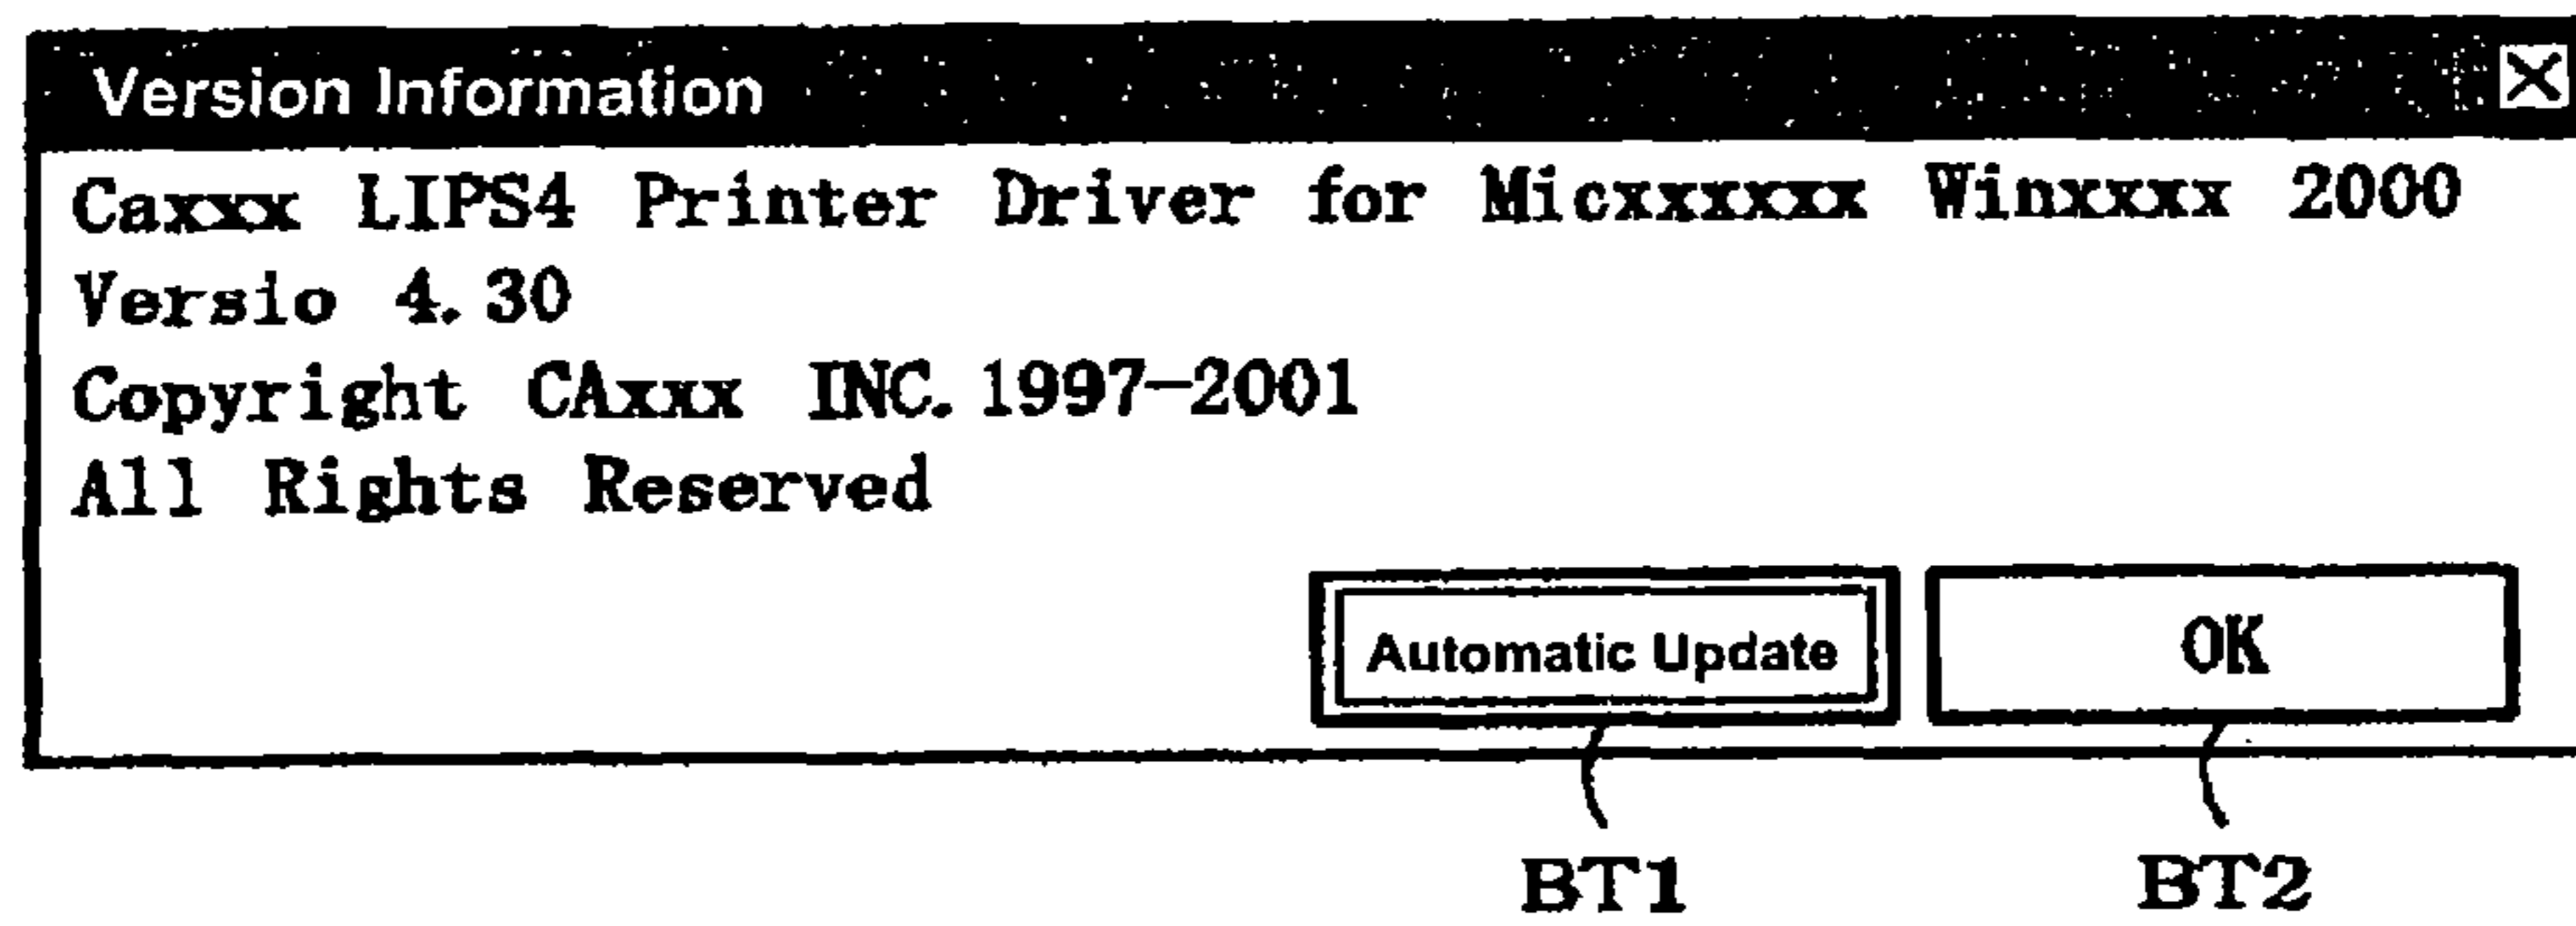 Version Information
Caxxx LIPS4 Printer Driver for Micxxxxxx Winxxxx 2000
Versio 4.30
Copyright CAxxx INC.1997-2001
All Rights Reserved
Automatic Update OK
BT1 BT2